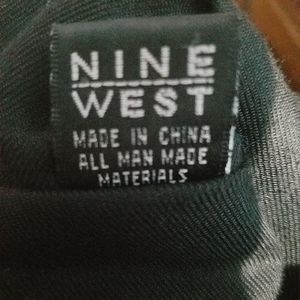 NINE
WEST
MADE IN CHINA
ALL MAN MADE
MATERIALS